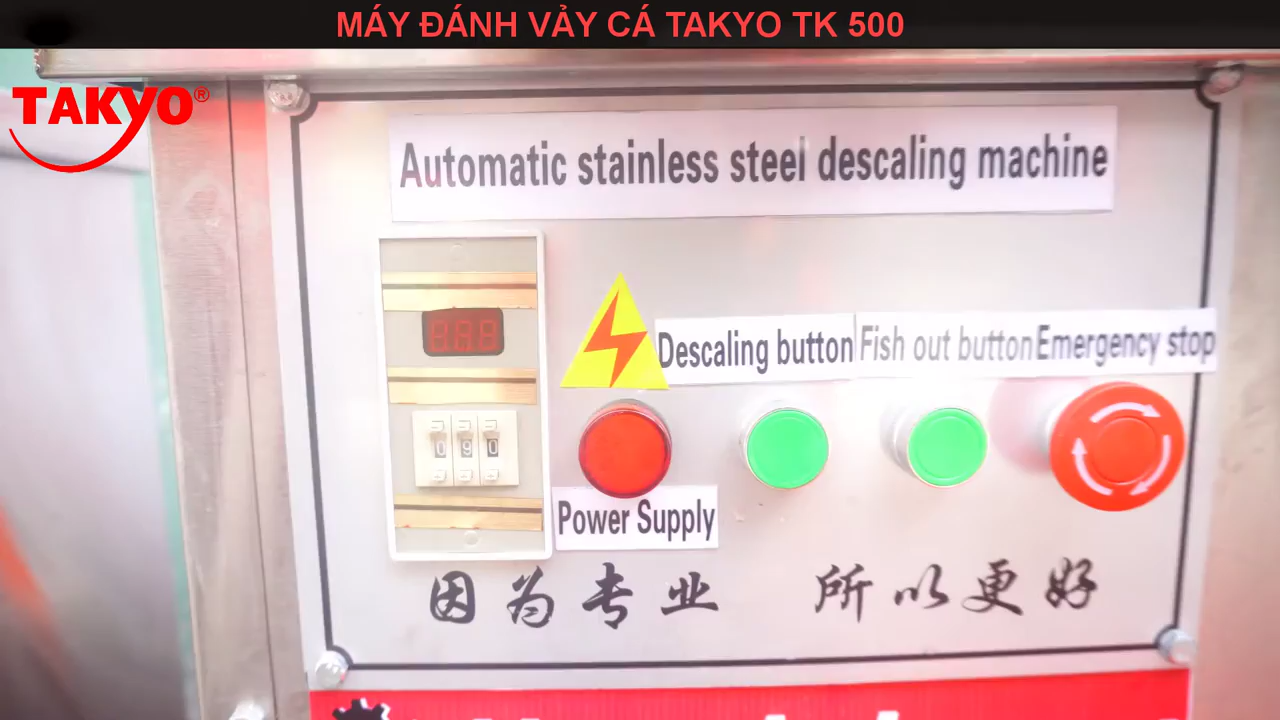 MÁY ĐÁNH VẢY CÁ TAKYO TK 500
TAKYO®
Automatic stainless steel descaling machine
Descaling button Fish out button Emergency stop
090
Power Supply
因为专业 所以更好